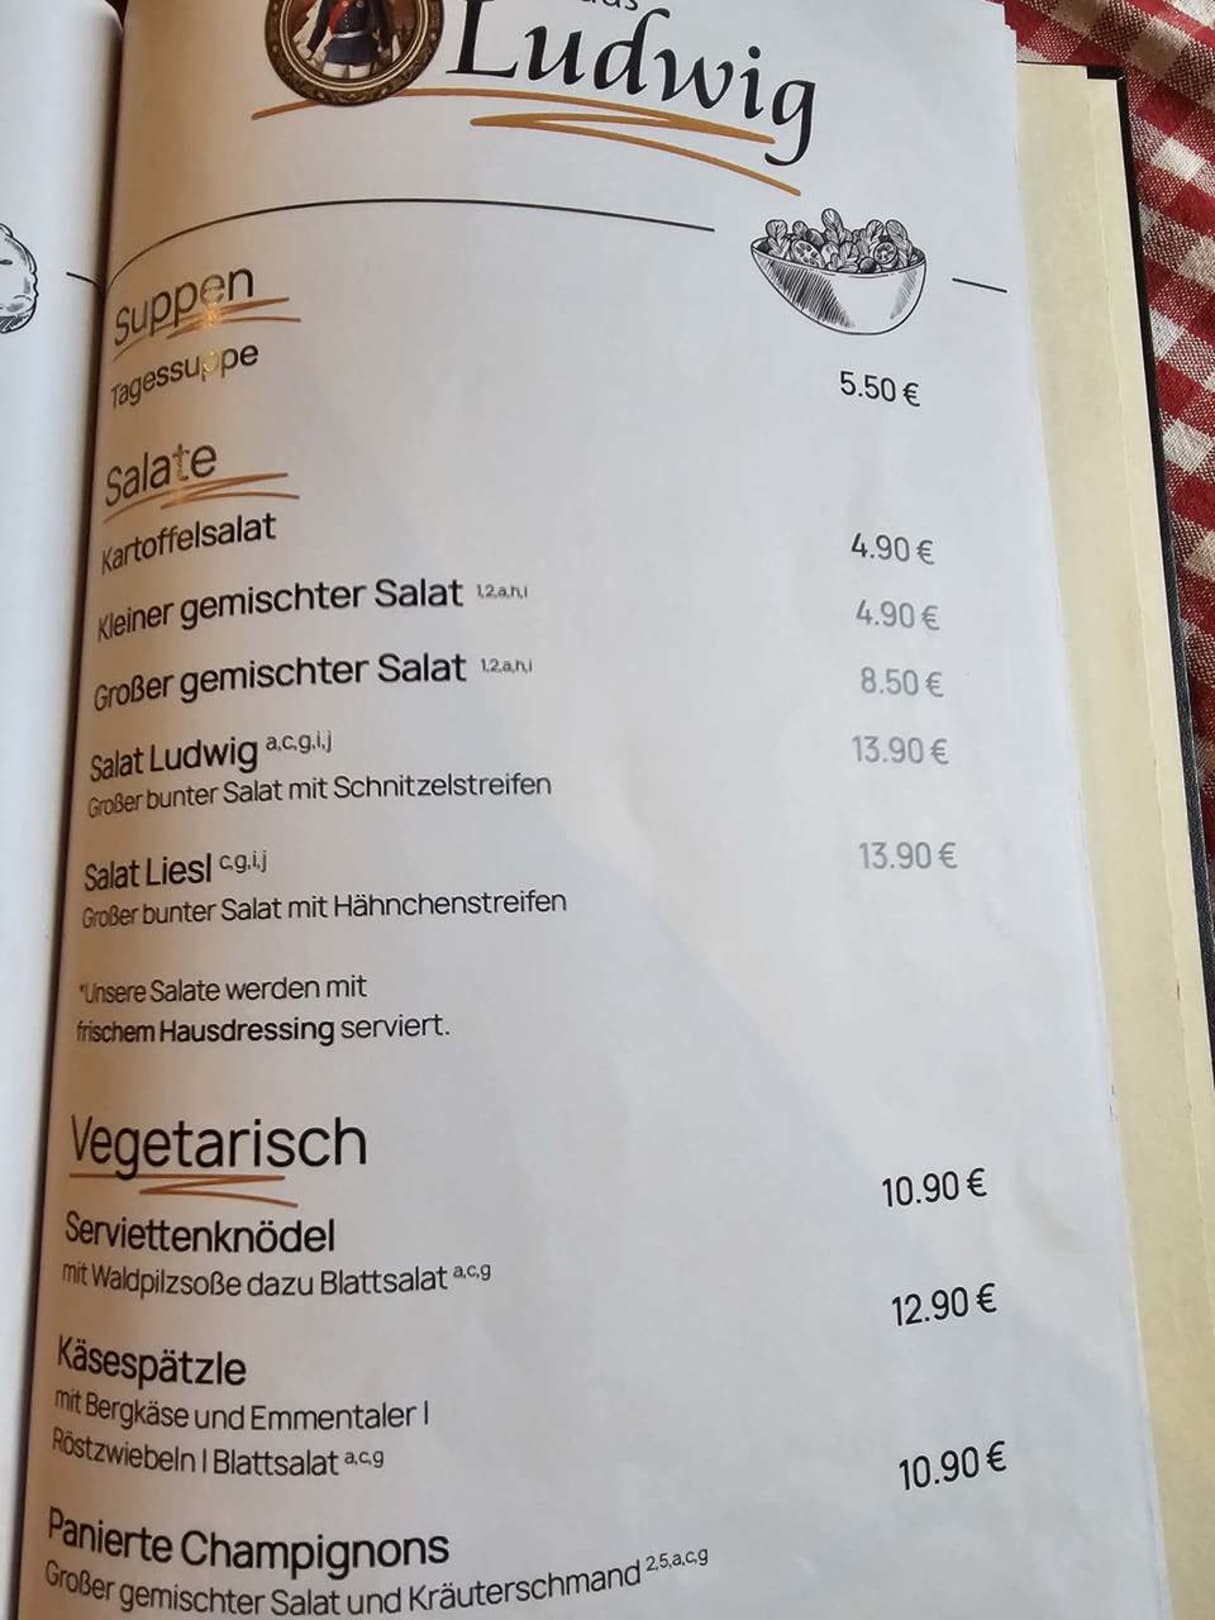 Ludwig
Suppen
Tagessuppe 5.50 €
Salate
Kartoffelsalat 4.90 €
Kleiner gemischter Salat 1,2,a,h,i 4.90 €
Großer gemischter Salat 1,2,a,h,i 8.50 €
Salat Ludwig a,c,g,i,j 13.90 €
Großer bunter Salat mit Schnitzelstreifen
Salat Liesl c,g,i,j 13.90 €
Großer bunter Salat mit Hähnchenstreifen
*Unsere Salate werden mit
frischem Hausdressing serviert.
Vegetarisch
Serviettenknödel 10.90 €
mit Waldpilzsoße dazu Blattsalat a,c,g
Käsespätzle 12.90 €
mit Bergkäse und Emmentaler |
Röstzwiebeln | Blattsalat a,c,g
Panierte Champignons 10.90 €
Großer gemischter Salat und Kräuterschmand 2,5,a,c,g